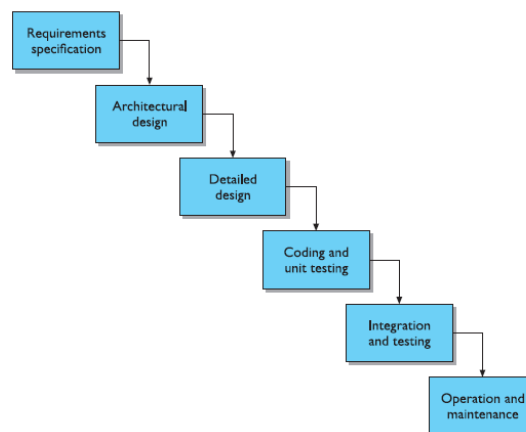 Requirements
specification
Architectural
design
Detailed
design
Coding and
unit testing
Integration
and testing
Operation and
maintenance